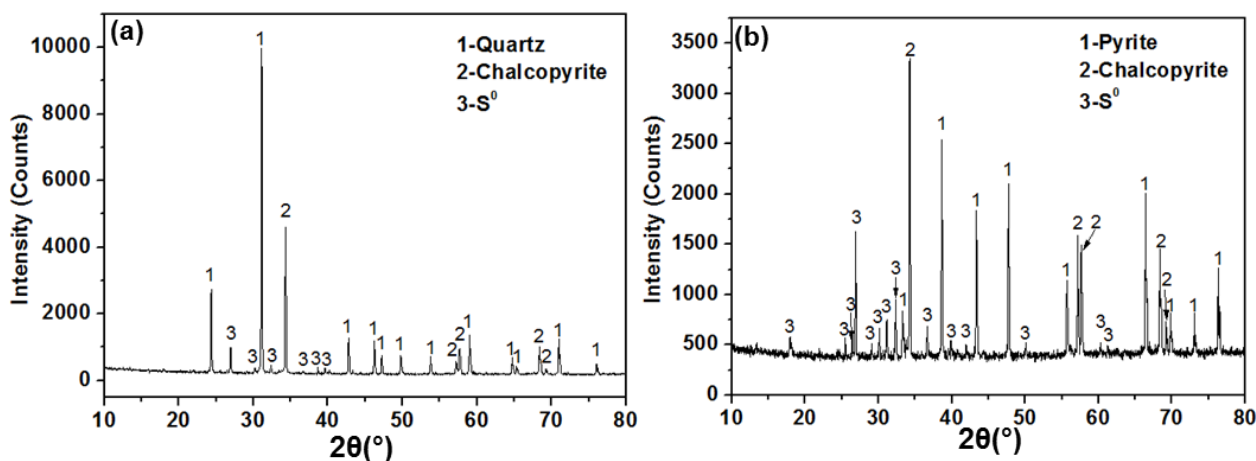 (a)
1-Quartz
2-Chalcopyrite
3-S⁰
Intensity (Counts)
10000
8000
6000
4000
2000
0
1 3 3 1 3 2 3 3 3 1 1 1 1 1 2 2 1 1 1 2 2 1 1
10 20 30 40 50 60 70 80
2θ(°)
(b)
1-Pyrite
2-Chalcopyrite
3-S⁰
Intensity (Counts)
3500
3000
2500
2000
1500
1000
500
0
3 3 3 3 3 3 3 3 1 2 3 1 3 3 1 1 3 1 2 2 3 3 1 2 2 1 1 1
10 20 30 40 50 60 70 80
2θ(°)